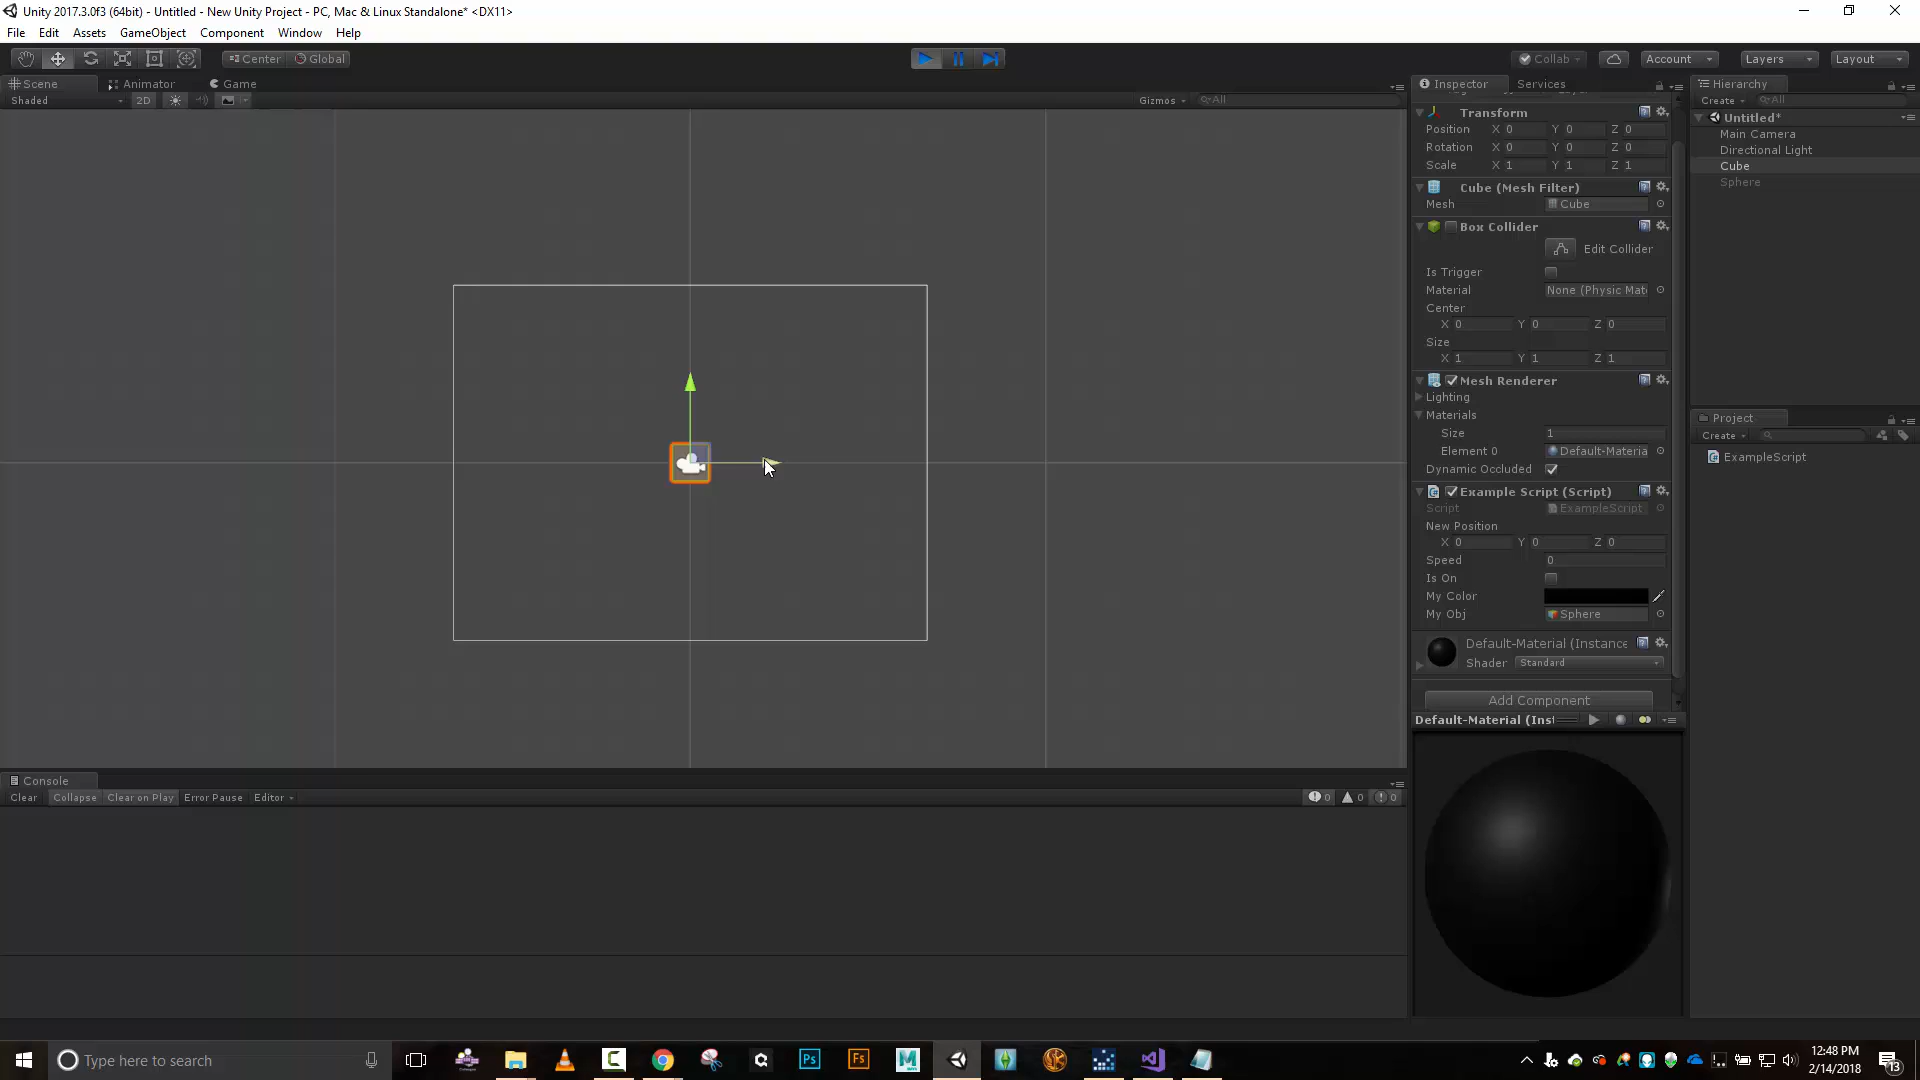 Unity 2017.3.0f3 (64bit) - Untitled - New Unity Project - PC, Mac & Linux Standalone* <DX11>
File Edit Assets GameObject Component Window Help
Center Global
Collab Account Layers Layout
Scene Animator Game
Shaded 2D Gizmos All
Inspector Services
Transform
Position X 0 Y 0 Z 0
Rotation X 0 Y 0 Z 0
Scale X 1 Y 1 Z 1
Cube (Mesh Filter)
Mesh Cube
Box Collider
Edit Collider
Is Trigger
Material None (Physic Mat
Center
X 0 Y 0 Z 0
Size
X 1 Y 1 Z 1
Mesh Renderer
Lighting
Materials
Size 1
Element 0 Default-Materia
Dynamic Occluded
Example Script (Script)
Script ExampleScript
New Position
X 0 Y 0 Z 0
Speed 0
Is On
My Color
My Obj Sphere
Default-Material (Instance
Shader Standard
Add Component
Default-Material (Inst
Hierarchy
Create All
Untitled*
Main Camera
Directional Light
Cube
Sphere
Project
Create
ExampleScript
Console
Clear Collapse Clear on Play Error Pause Editor
0 0 0
Type here to search
Ps Fs M
12:48 PM
2/14/2018
13